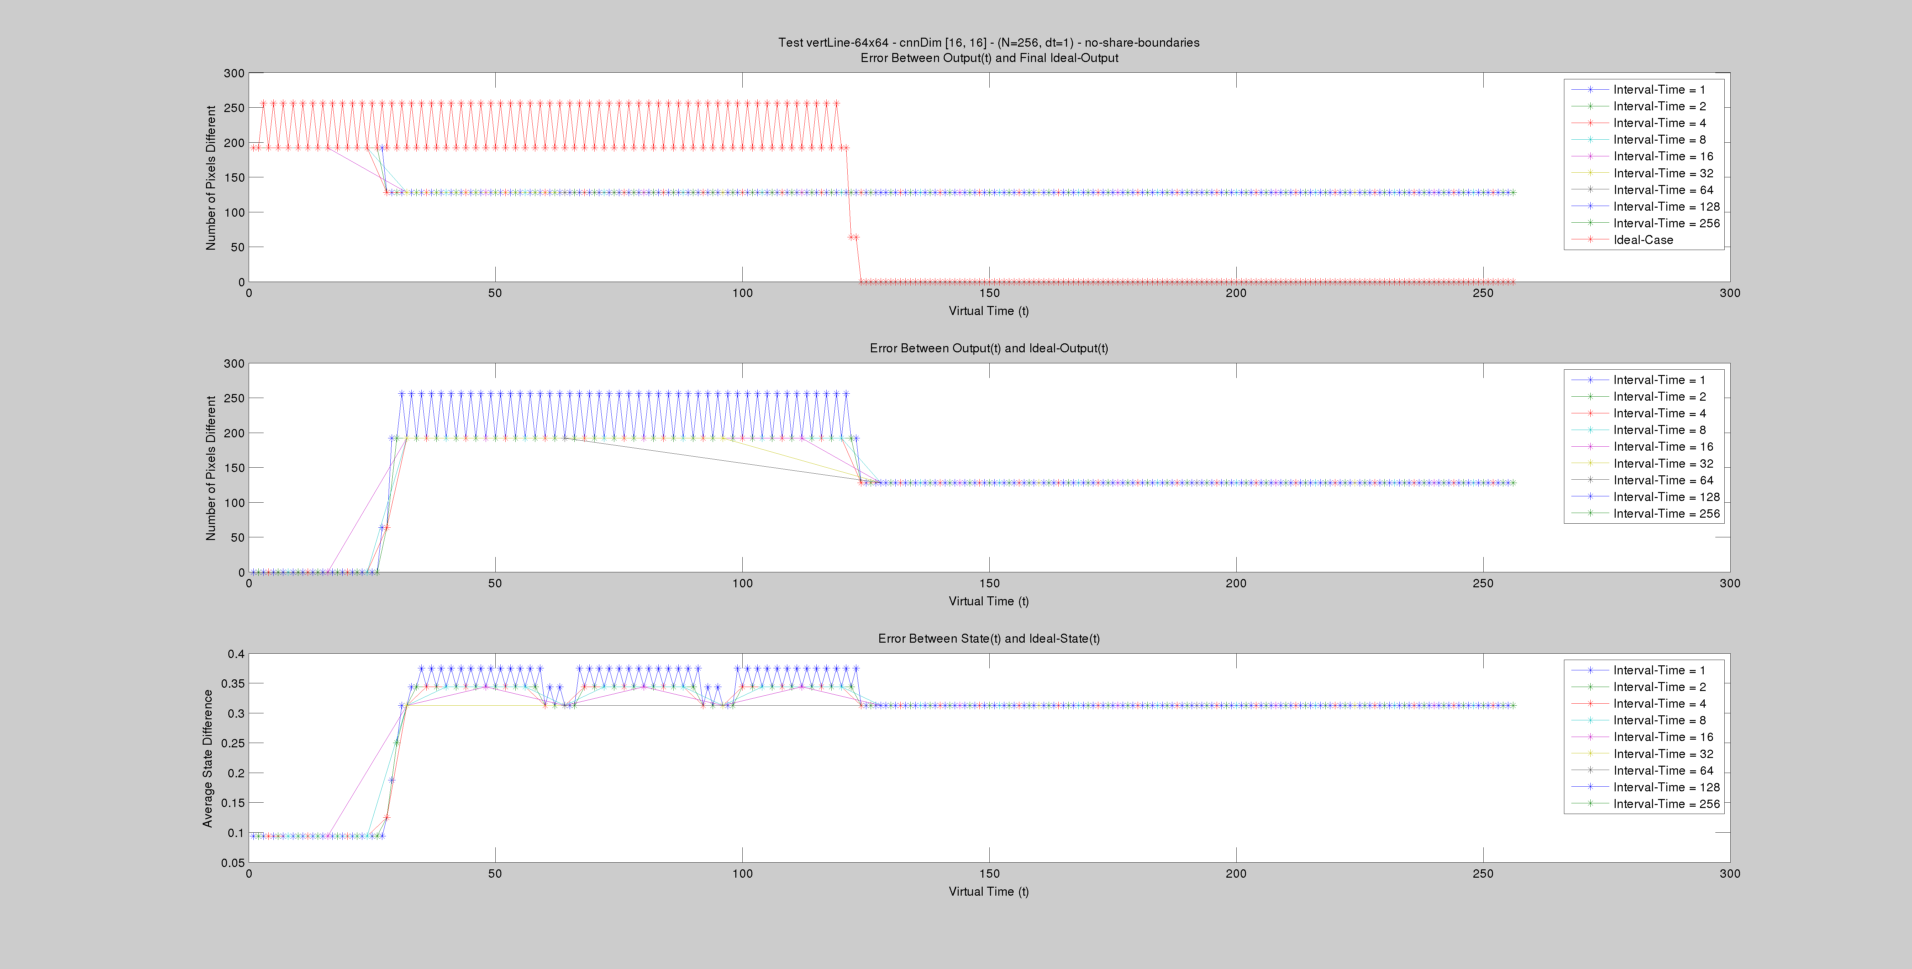 Test vertLine-64x64 - cnnDim [16, 16] - (N=256, dt=1) - no-share-boundaries
Error Between Output(t) and Final Ideal-Output
Number of Pixels Different
300
250
200
150
100
50
0
0 50 100 150 200 250 300
Virtual Time (t)
Interval-Time = 1
Interval-Time = 2
Interval-Time = 4
Interval-Time = 8
Interval-Time = 16
Interval-Time = 32
Interval-Time = 64
Interval-Time = 128
Interval-Time = 256
Ideal-Case
Error Between Output(t) and Ideal-Output(t)
Number of Pixels Different
300
250
200
150
100
50
0
0 50 100 150 200 250 300
Virtual Time (t)
Interval-Time = 1
Interval-Time = 2
Interval-Time = 4
Interval-Time = 8
Interval-Time = 16
Interval-Time = 32
Interval-Time = 64
Interval-Time = 128
Interval-Time = 256
Error Between State(t) and Ideal-State(t)
Average State Difference
0.4
0.35
0.3
0.25
0.2
0.15
0.1
0.05
0 50 100 150 200 250 300
Virtual Time (t)
Interval-Time = 1
Interval-Time = 2
Interval-Time = 4
Interval-Time = 8
Interval-Time = 16
Interval-Time = 32
Interval-Time = 64
Interval-Time = 128
Interval-Time = 256